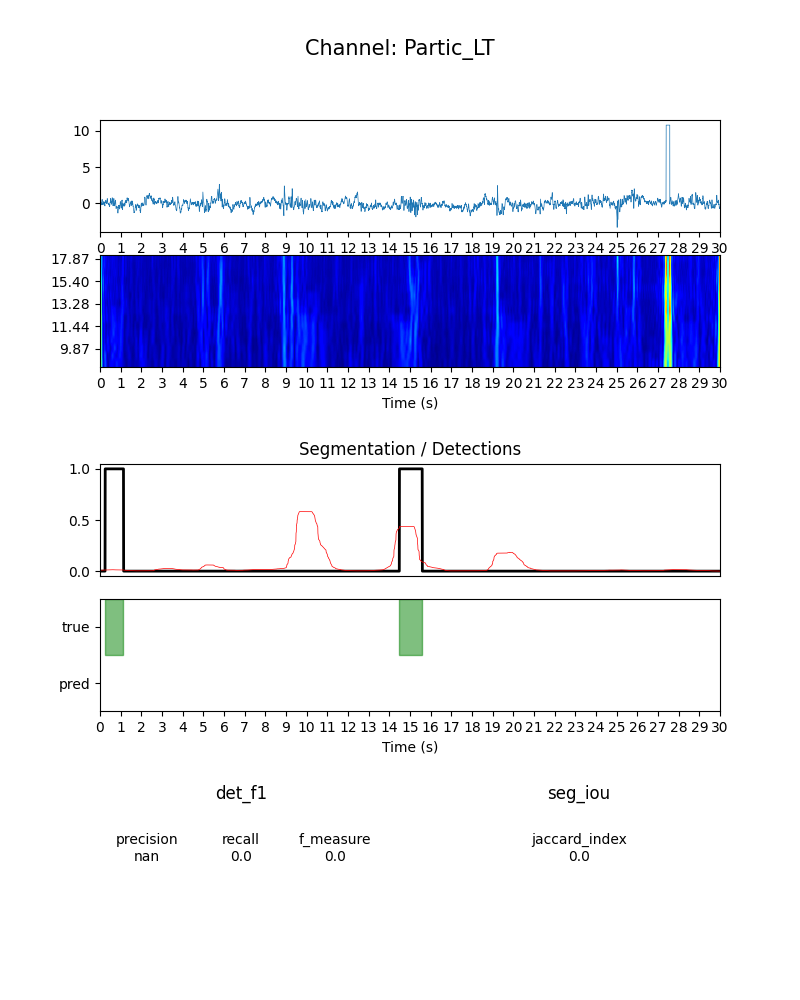 Channel: Partic_LT
10
5
0
0 1 2 3 4 5 6 7 8 9 10 11 12 13 14 15 16 17 18 19 20 21 22 23 24 25 26 27 28 29 30
17.87
15.40
13.28
11.44
9.87
0 1 2 3 4 5 6 7 8 9 10 11 12 13 14 15 16 17 18 19 20 21 22 23 24 25 26 27 28 29 30
Time (s)
Segmentation / Detections
1.0
0.5
0.0
true
pred
0 1 2 3 4 5 6 7 8 9 10 11 12 13 14 15 16 17 18 19 20 21 22 23 24 25 26 27 28 29 30
Time (s)
det_f1 seg_iou
precision recall f_measure jaccard_index
nan 0.0 0.0 0.0